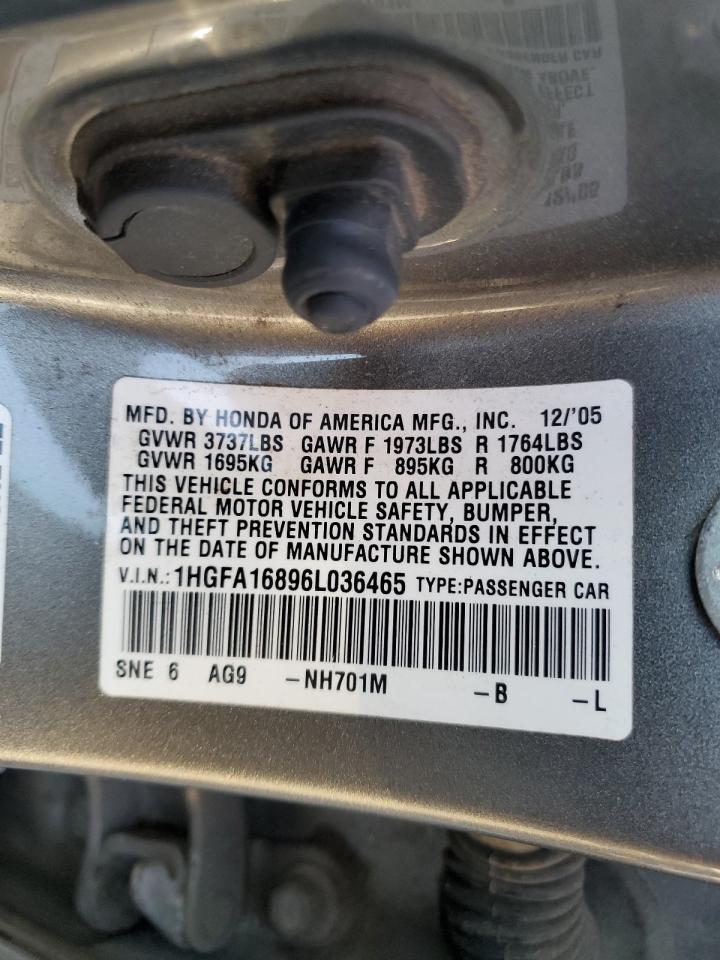 MFD. BY HONDA OF AMERICA MFG., INC. 12/'05
GVWR 3737LBS GAWR F 1973LBS R 1764LBS
GVWR 1695KG GAWR F 895KG R 800KG
THIS VEHICLE CONFORMS TO ALL APPLICABLE
FEDERAL MOTOR VEHICLE SAFETY, BUMPER,
AND THEFT PREVENTION STANDARDS IN EFFECT
ON THE DATE OF MANUFACTURE SHOWN ABOVE.
V.I.N.: 1HGFA16896L036465 TYPE:PASSENGER CAR
SNE 6 AG9 -NH701M -B -L